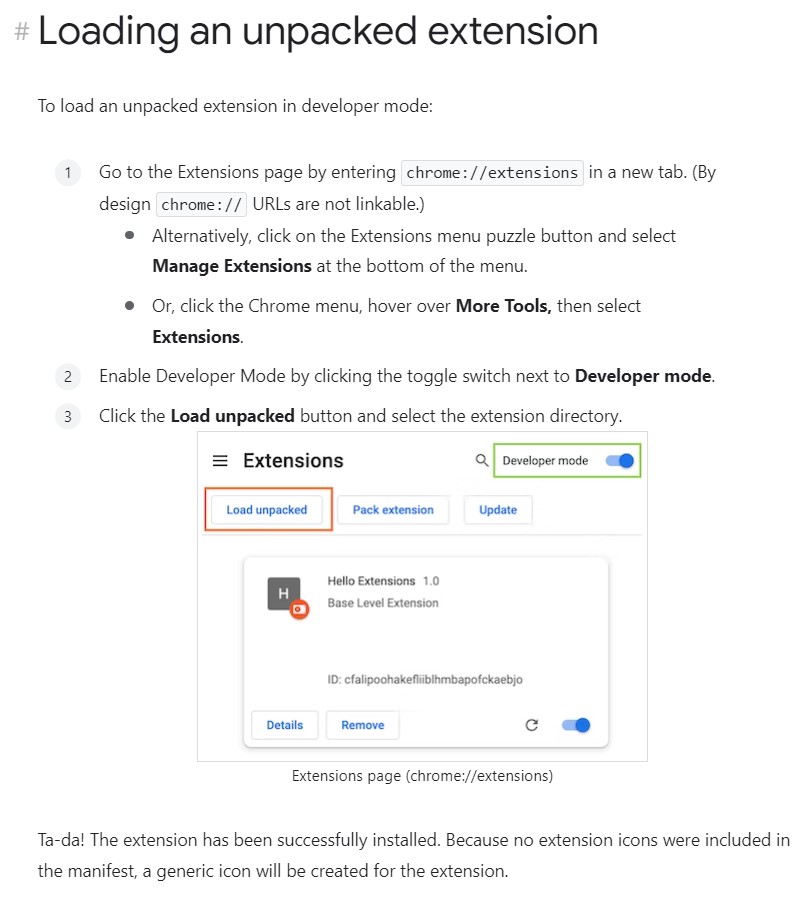 # Loading an unpacked extension
To load an unpacked extension in developer mode:
1 Go to the Extensions page by entering chrome://extensions in a new tab. (By
design chrome:// URLs are not linkable.)
• Alternatively, click on the Extensions menu puzzle button and select
Manage Extensions at the bottom of the menu.
• Or, click the Chrome menu, hover over More Tools, then select
Extensions.
2 Enable Developer Mode by clicking the toggle switch next to Developer mode.
3 Click the Load unpacked button and select the extension directory.
Extensions Developer mode
Load unpacked Pack extension Update
H
Hello Extensions 1.0
Base Level Extension
ID: cfalipoohakefliiblhmbapofckaebjo
Details Remove
Extensions page (chrome://extensions)
Ta-da! The extension has been successfully installed. Because no extension icons were included in
the manifest, a generic icon will be created for the extension.